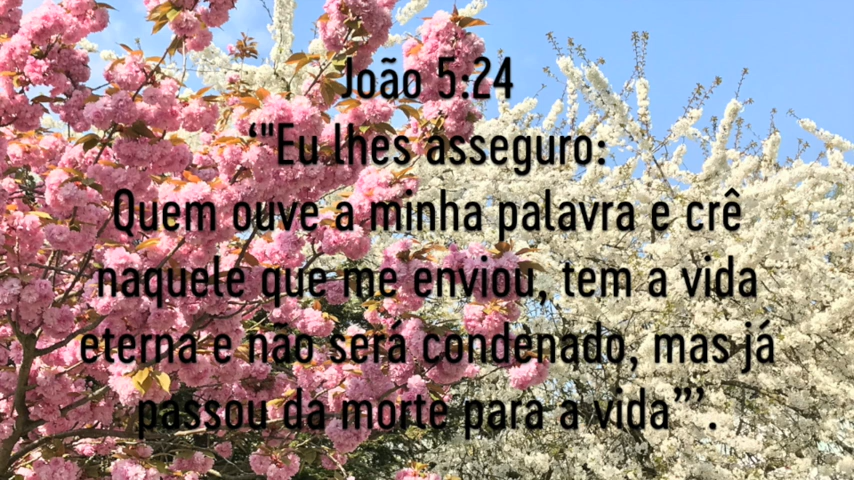 João 5:24
‘"Eu lhes asseguro:
Quem ouve a minha palavra e crê
naquele que me enviou, tem a vida
eterna e não será condenado, mas já
passou da morte para a vida”’.